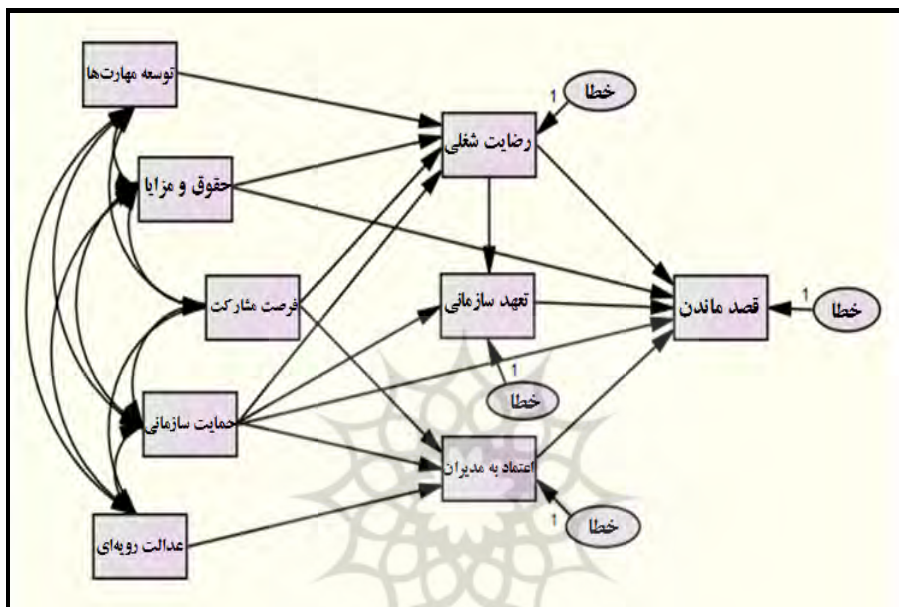 توسعه مهارت‌ها
خطا
1
رضایت شغلی
حقوق و مزایا
فرصت مشارکت
تعهد سازمانی
قصد ماندن
1
خطا
1
خطا
حمایت سازمانی
اعتماد به مدیران
عدالت رویه‌ای
1
خطا